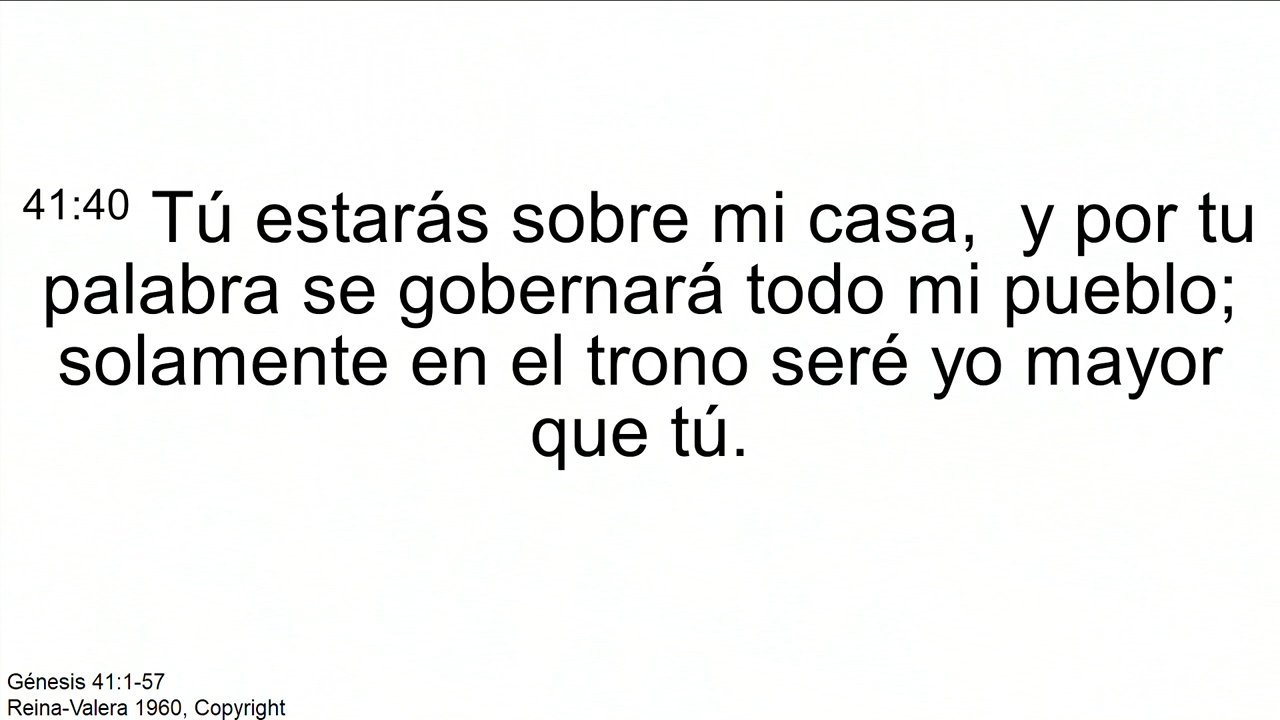 41:40 Tú estarás sobre mi casa,  y por tu
palabra se gobernará todo mi pueblo;
solamente en el trono seré yo mayor
que tú.
Génesis 41:1-57
Reina-Valera 1960, Copyright